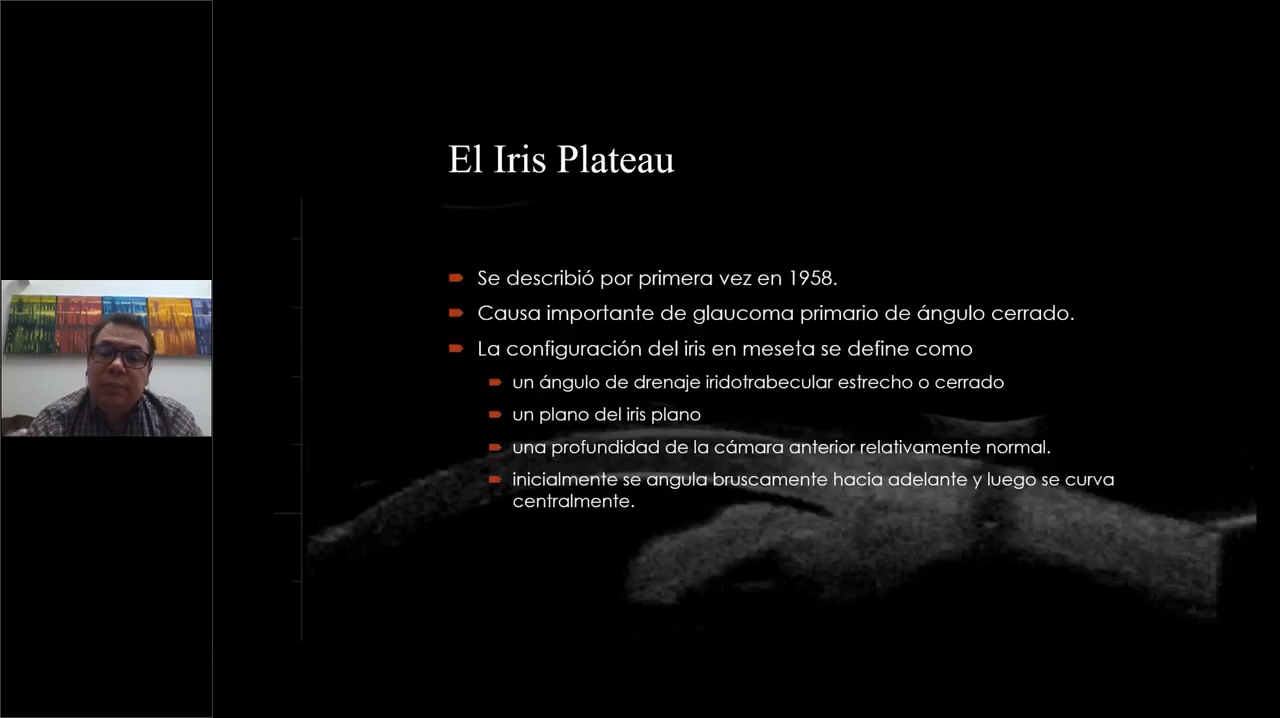 El Iris Plateau
Se describió por primera vez en 1958.
Causa importante de glaucoma primario de ángulo cerrado.
La configuración del iris en meseta se define como
un ángulo de drenaje iridotrabecular estrecho o cerrado
un plano del iris plano
una profundidad de la cámara anterior relativamente normal.
inicialmente se angula bruscamente hacia adelante y luego se curva
centralmente.